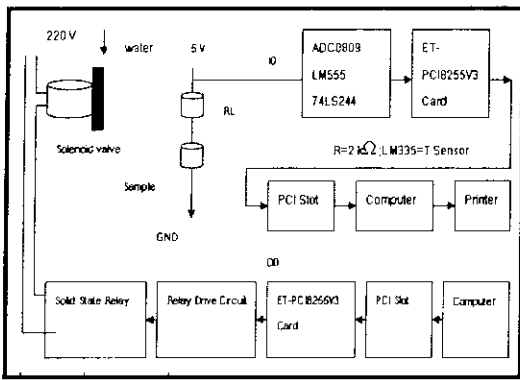 220 V
water
5 V
IO
ADC0809
LM555
74LS244
ET-
PCI8255V3
Card
RL
Solenoid valve
R=2 kΩ;LM335=T Sensor
Sample
PCI Slot
Computer
Printer
GND
DO
Solid State Relay
Relay Drive Circuit
ET-PCI8255V3
Card
PCI Slot
Computer